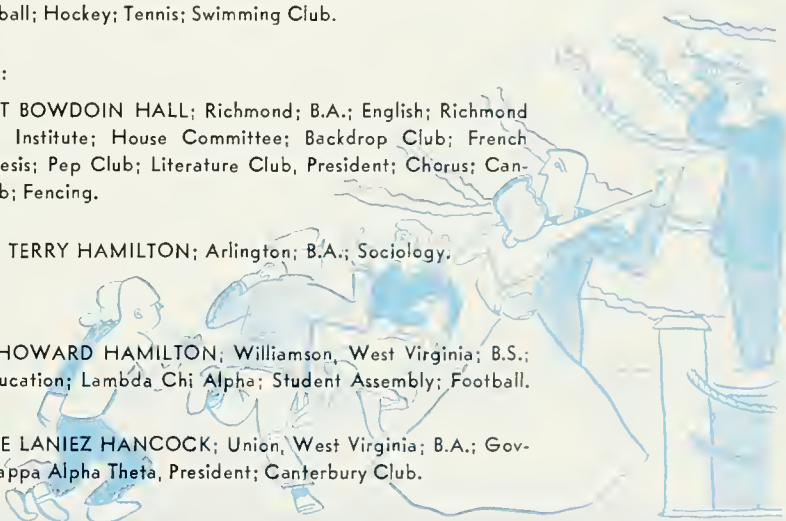 ball; Hockey; Tennis; Swimming Club.
:
T BOWDOIN HALL; Richmond; B.A.; English; Richmond
Institute; House Committee; Backdrop Club; French
esis; Pep Club; Literature Club, President; Chorus; Can-
b; Fencing.
TERRY HAMILTON; Arlington; B.A.; Sociology.
HOWARD HAMILTON; Williamson, West Virginia; B.S.;
ucation; Lambda Chi Alpha; Student Assembly; Football.
E LANIEZ HANCOCK; Union, West Virginia; B.A.; Gov-
appa Alpha Theta, President; Canterbury Club.